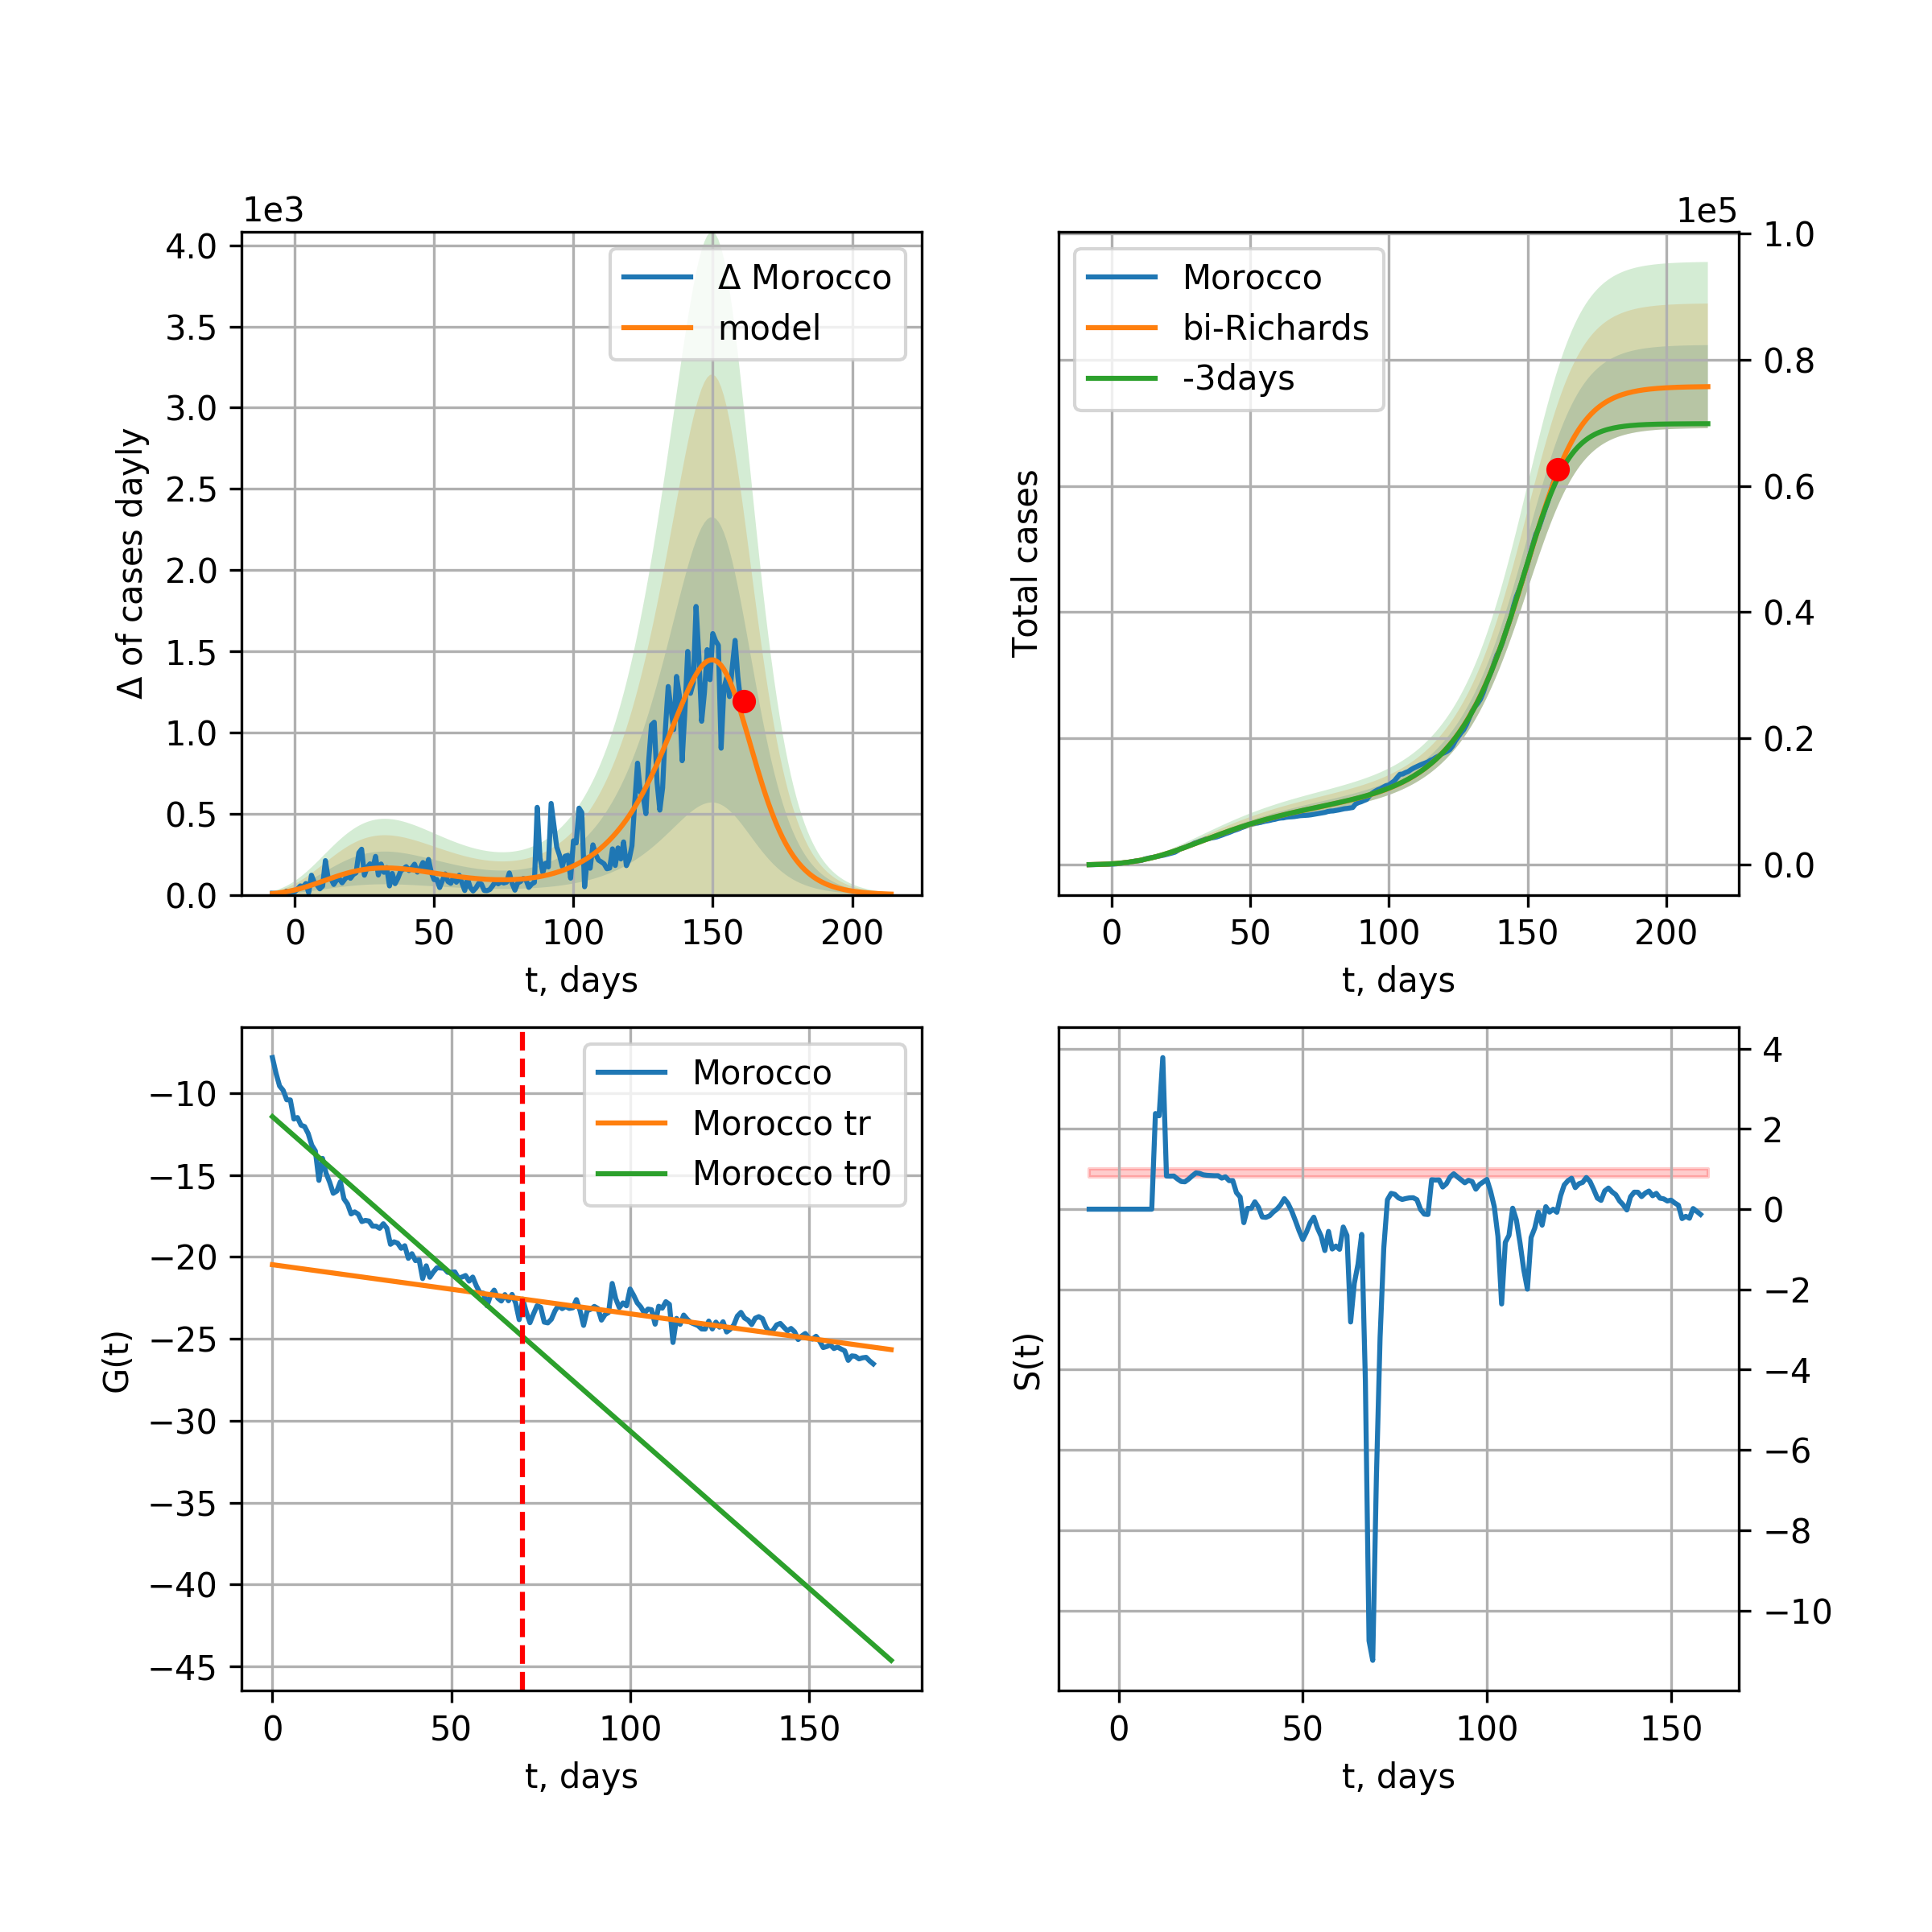 1e3
4.0
3.5
3.0
2.5
2.0
1.5
1.0
0.5
0.0
Δ of cases dayly
Δ Morocco
model
0 50 100 150 200
t, days
1e5
1.0
0.8
0.6
0.4
0.2
0.0
Total cases
Morocco
bi-Richards
-3days
0 50 100 150 200
t, days
−10
−15
−20
−25
−30
−35
−40
−45
G(t)
Morocco
Morocco tr
Morocco tr0
0 50 100 150
t, days
4
2
0
−2
−4
−6
−8
−10
S(t)
0 50 100 150
t, days